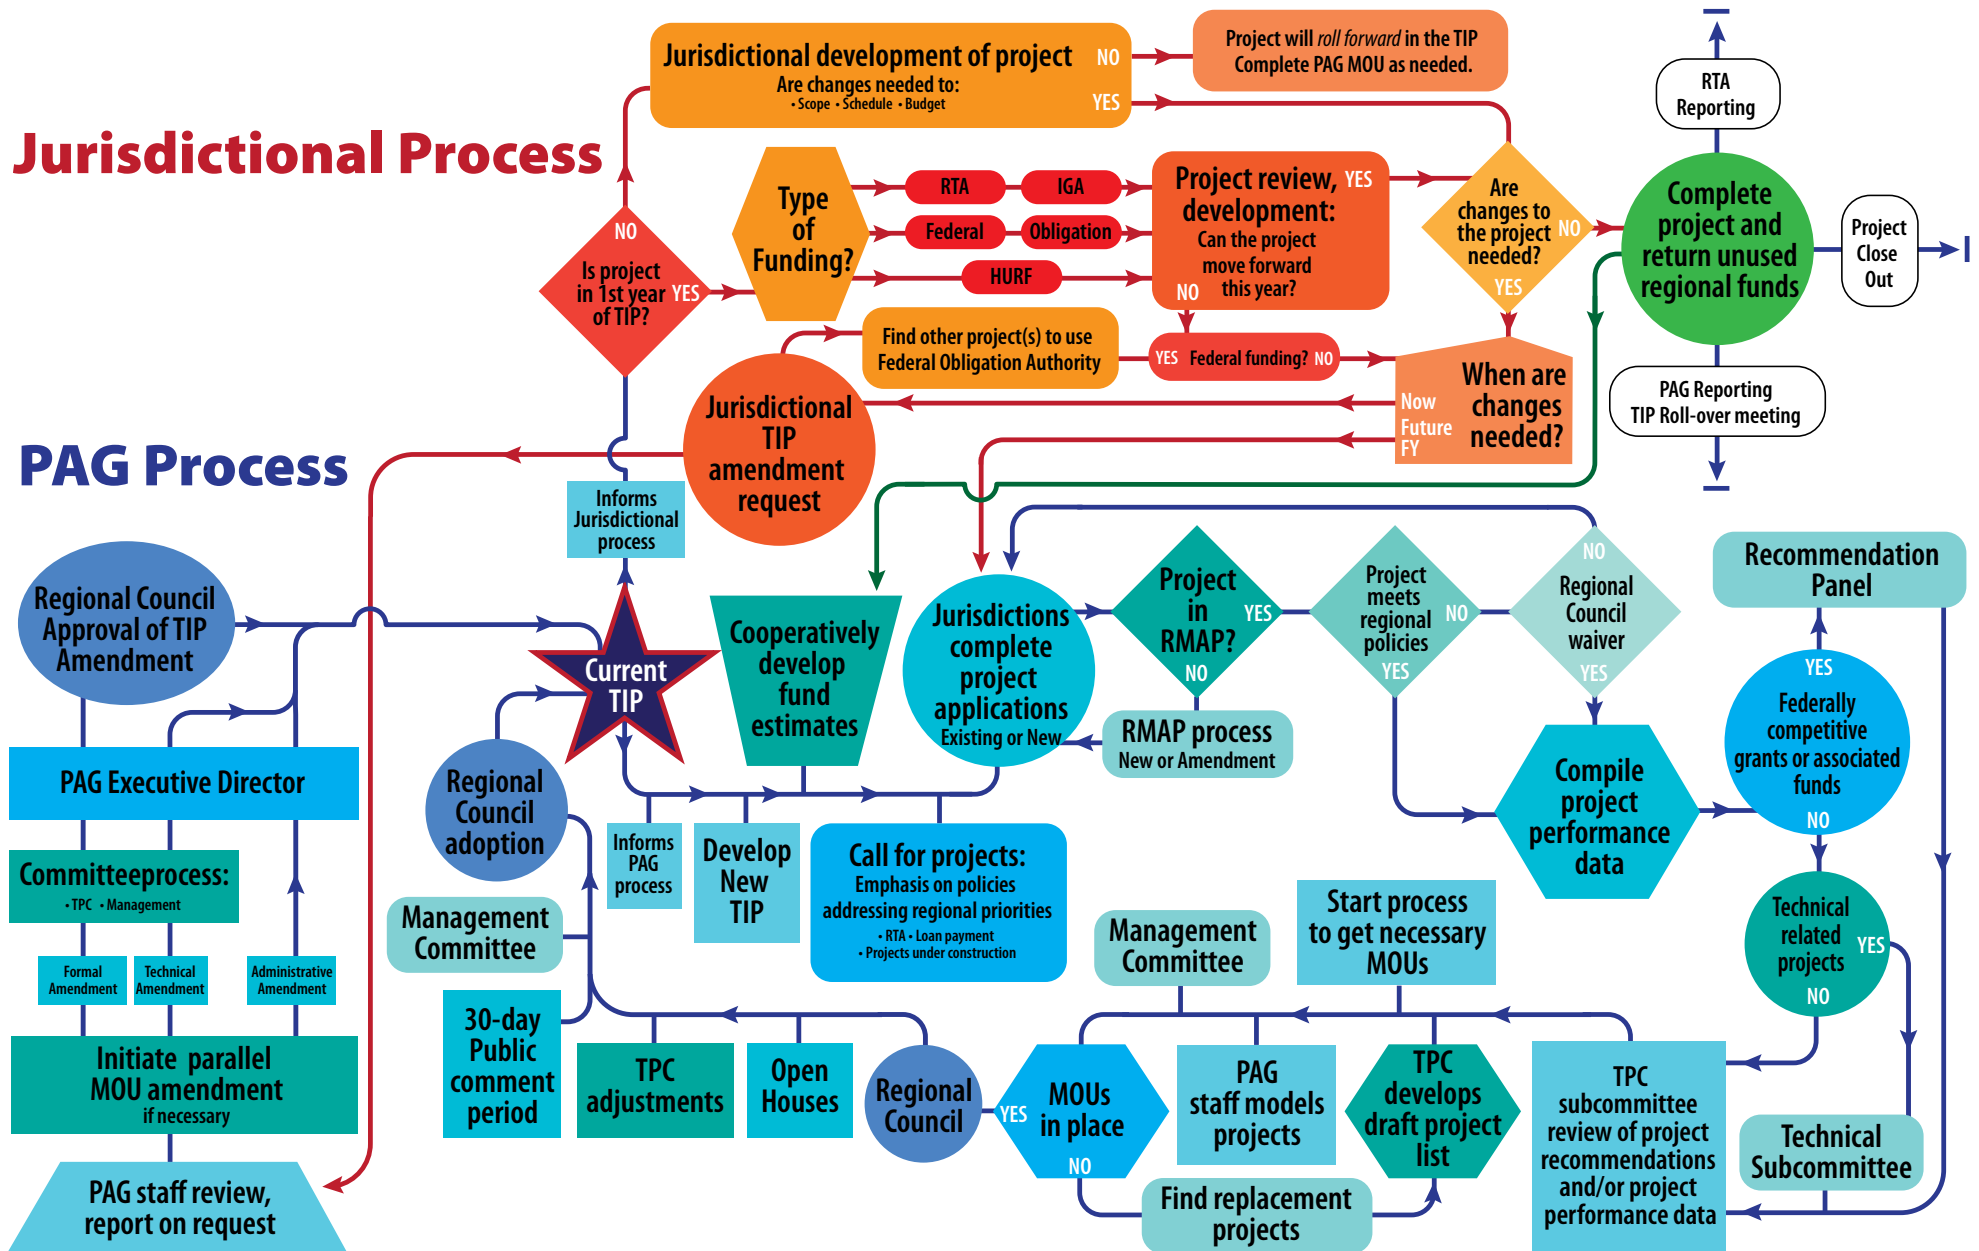 Jurisdictional Process
PAG Process
Jurisdictional development of project
Are changes needed to:
• Scope • Schedule • Budget
NO
YES
Project will roll forward in the TIP
Complete PAG MOU as needed.
NO
Is project
in 1st year
of TIP?
YES
Type
of
Funding?
RTA
IGA
Federal
Obligation
HURF
Project review,
development:
Can the project
move forward
this year?
YES
NO
Are
changes to
the project
needed?
NO
YES
Complete
project and
return unused
regional funds
RTA
Reporting
Project
Close
Out
PAG Reporting
TIP Roll-over meeting
Find other project(s) to use
Federal Obligation Authority
YES
Federal funding?
NO
When are
changes
needed?
Now
Future
FY
Jurisdictional
TIP
amendment
request
Informs
Jurisdictional
process
Regional Council
Approval of TIP
Amendment
Current
TIP
Cooperatively
develop
fund
estimates
Jurisdictions
complete
project
applications
Existing or New
Project
in
RMAP?
YES
NO
RMAP process
New or Amendment
Project
meets
regional
policies
NO
YES
NO
Regional
Council
waiver
YES
Recommendation
Panel
YES
Federally
competitive
grants or associated
funds
NO
Compile
project
performance
data
PAG Executive Director
Committeeprocess:
• TPC • Management
Formal
Amendment
Technical
Amendment
Administrative
Amendment
Initiate parallel
MOU amendment
if necessary
PAG staff review,
report on request
Regional
Council
adoption
Informs
PAG
process
Develop
New
TIP
Call for projects:
Emphasis on policies
addressing regional priorities
• RTA • Loan payment
• Projects under construction
Management
Committee
30-day
Public
comment
period
TPC
adjustments
Open
Houses
Regional
Council
YES
MOUs
in place
NO
Management
Committee
PAG
staff models
projects
Start process
to get necessary
MOUs
TPC
develops
draft project
list
Find replacement
projects
TPC
subcommittee
review of project
recommendations
and/or project
performance data
Technical
related
projects
YES
NO
Technical
Subcommittee